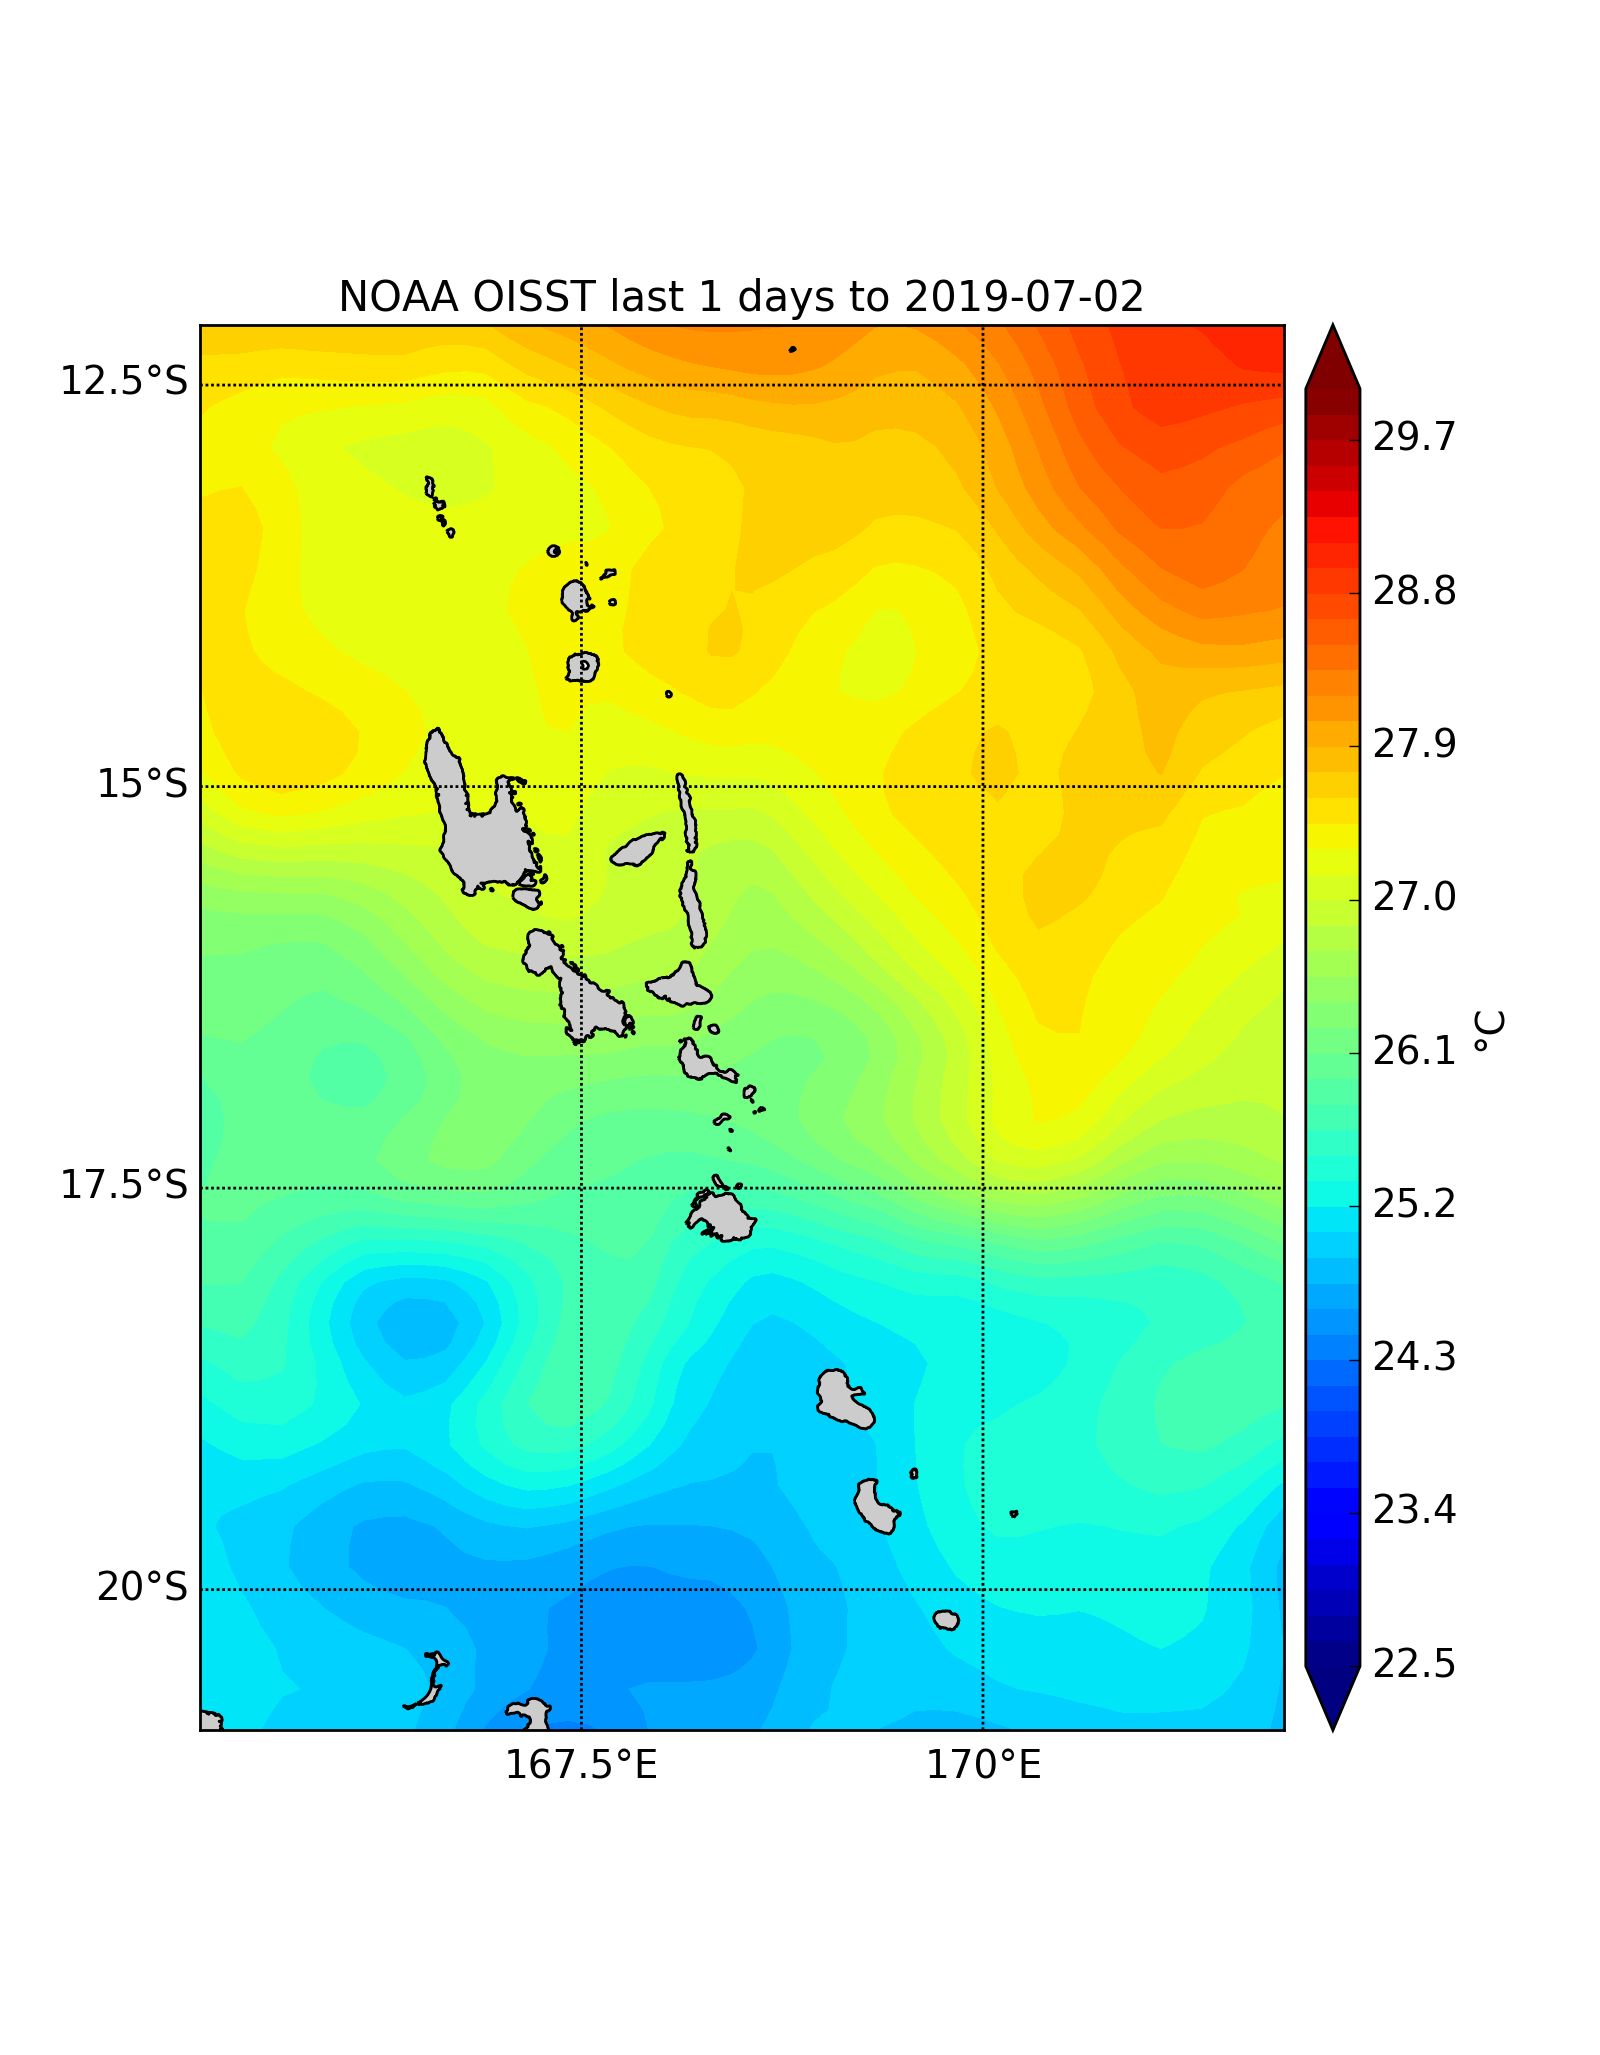 NOAA OISST last 1 days to 2019-07-02
12.5°S
15°S
17.5°S
20°S
167.5°E
170°E
29.7
28.8
27.9
27.0
26.1
25.2
24.3
23.4
22.5
°C